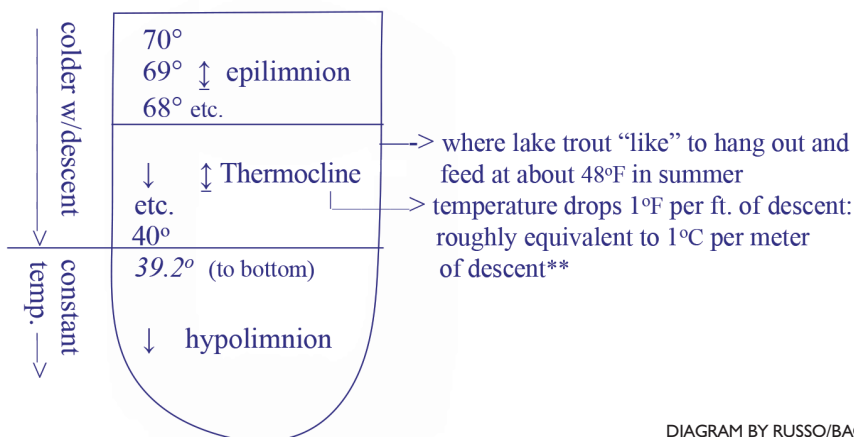 colder w/descent
70°
69° ↕ epilimnion
68° etc.
↓ ↕ Thermocline
etc.
40°
where lake trout “like” to hang out and
feed at about 48°F in summer
temperature drops 1°F per ft. of descent:
roughly equivalent to 1°C per meter
of descent**
constant
temp.
39.2° (to bottom)
↓ hypolimnion
DIAGRAM BY RUSSO/